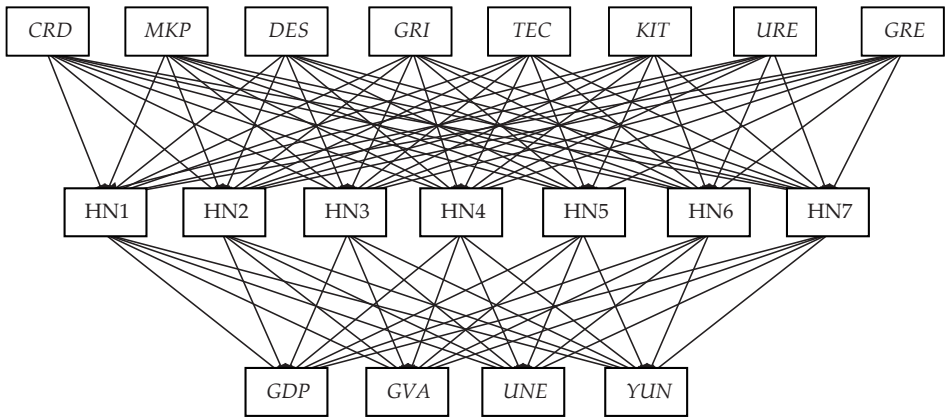 CRD MKP DES GRI TEC KIT URE GRE
HN1 HN2 HN3 HN4 HN5 HN6 HN7
GDP GVA UNE YUN